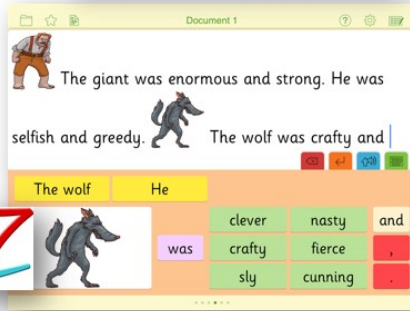 Document 1
The giant was enormous and strong. He was
selfish and greedy. The wolf was crafty and
The wolf He
clever nasty and
was crafty fierce ,
sly cunning .